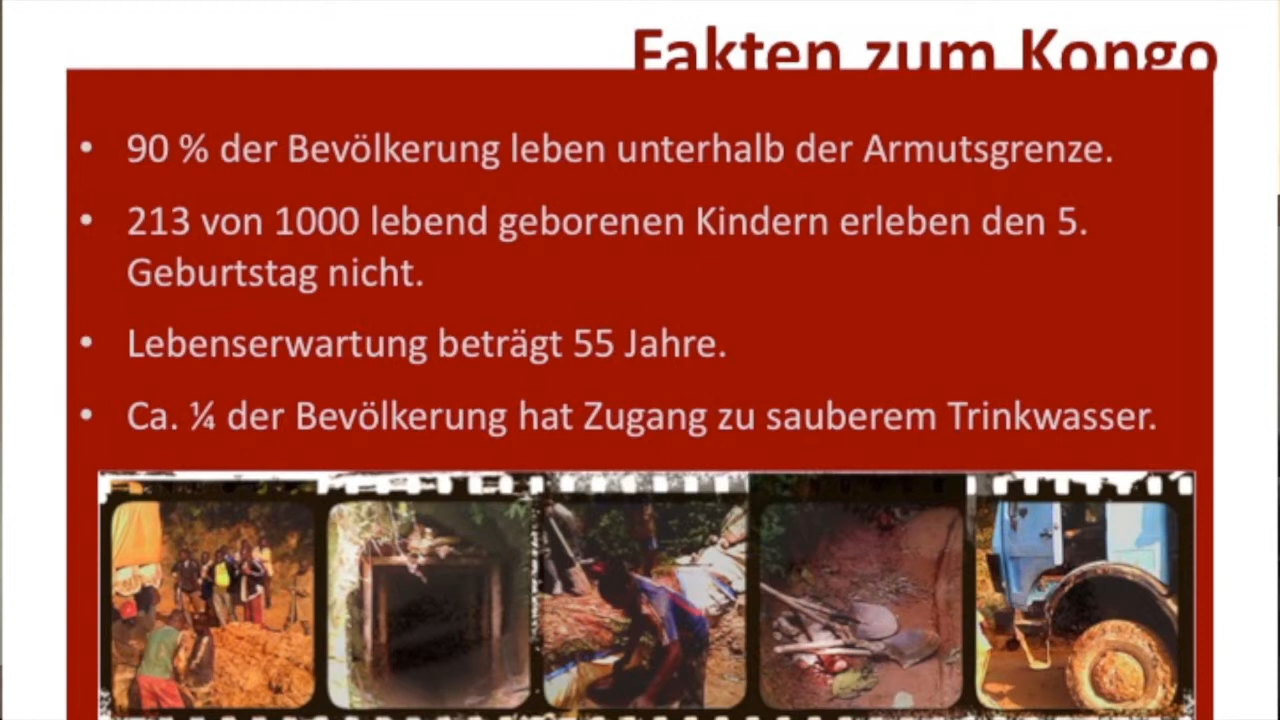 Fakten zum Kongo
• 90 % der Bevölkerung leben unterhalb der Armutsgrenze.
• 213 von 1000 lebend geborenen Kindern erleben den 5.
Geburtstag nicht.
• Lebenserwartung beträgt 55 Jahre.
• Ca. ¼ der Bevölkerung hat Zugang zu sauberem Trinkwasser.